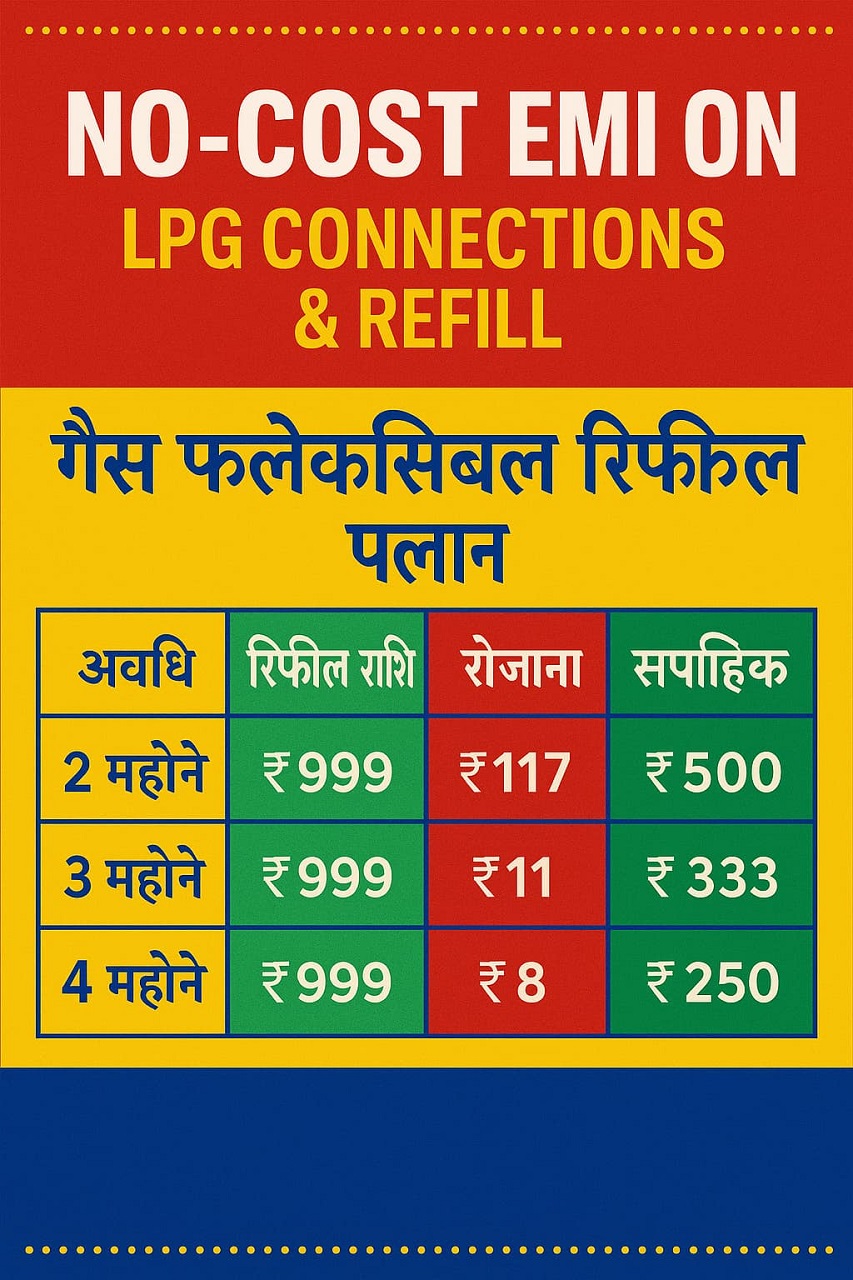 NO-COST EMI ON
LPG CONNECTIONS
& REFILL
गैस फलेकसिबल रिफीिल
पलान
अवधि रिफील राशि रोजाना सपाहिक
2 महोने ₹999 ₹117 ₹500
3 महोने ₹999 ₹11 ₹333
4 महोने ₹999 ₹8 ₹250